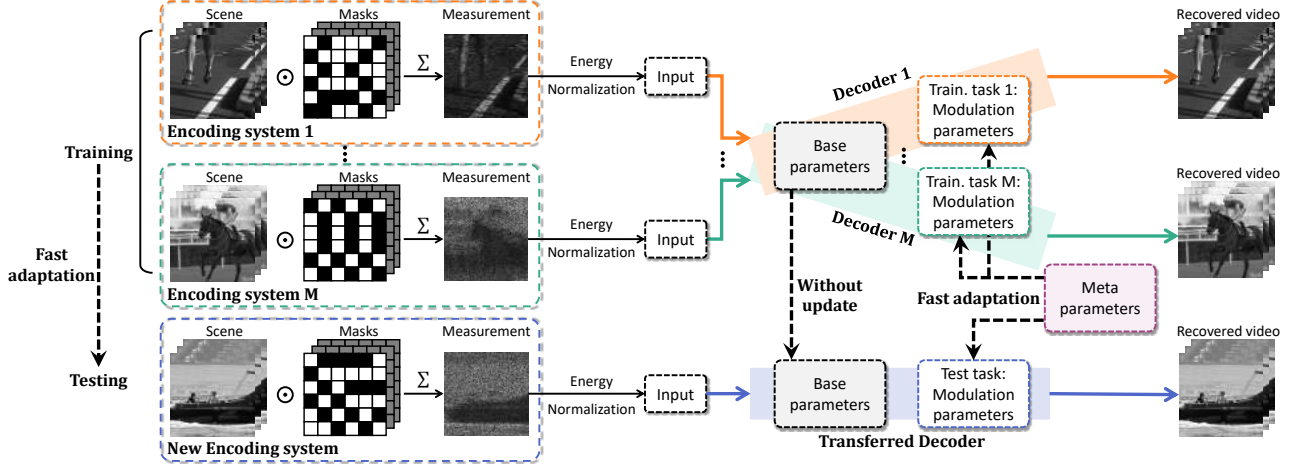 Scene
Masks
Measurement
Σ
Encoding system 1
Energy
Normalization
Input
Decoder 1
Train. task 1:
Modulation
parameters
Recovered video
Training
Base
parameters
Scene
Masks
Measurement
Σ
Encoding system M
Energy
Normalization
Input
Decoder M
Train. task M:
Modulation
parameters
Recovered video
Fast
adaptation
Without
update
Fast adaptation
Meta
parameters
Testing
Scene
Masks
Measurement
Σ
New Encoding system
Energy
Normalization
Input
Base
parameters
Test task:
Modulation
parameters
Transferred Decoder
Recovered video